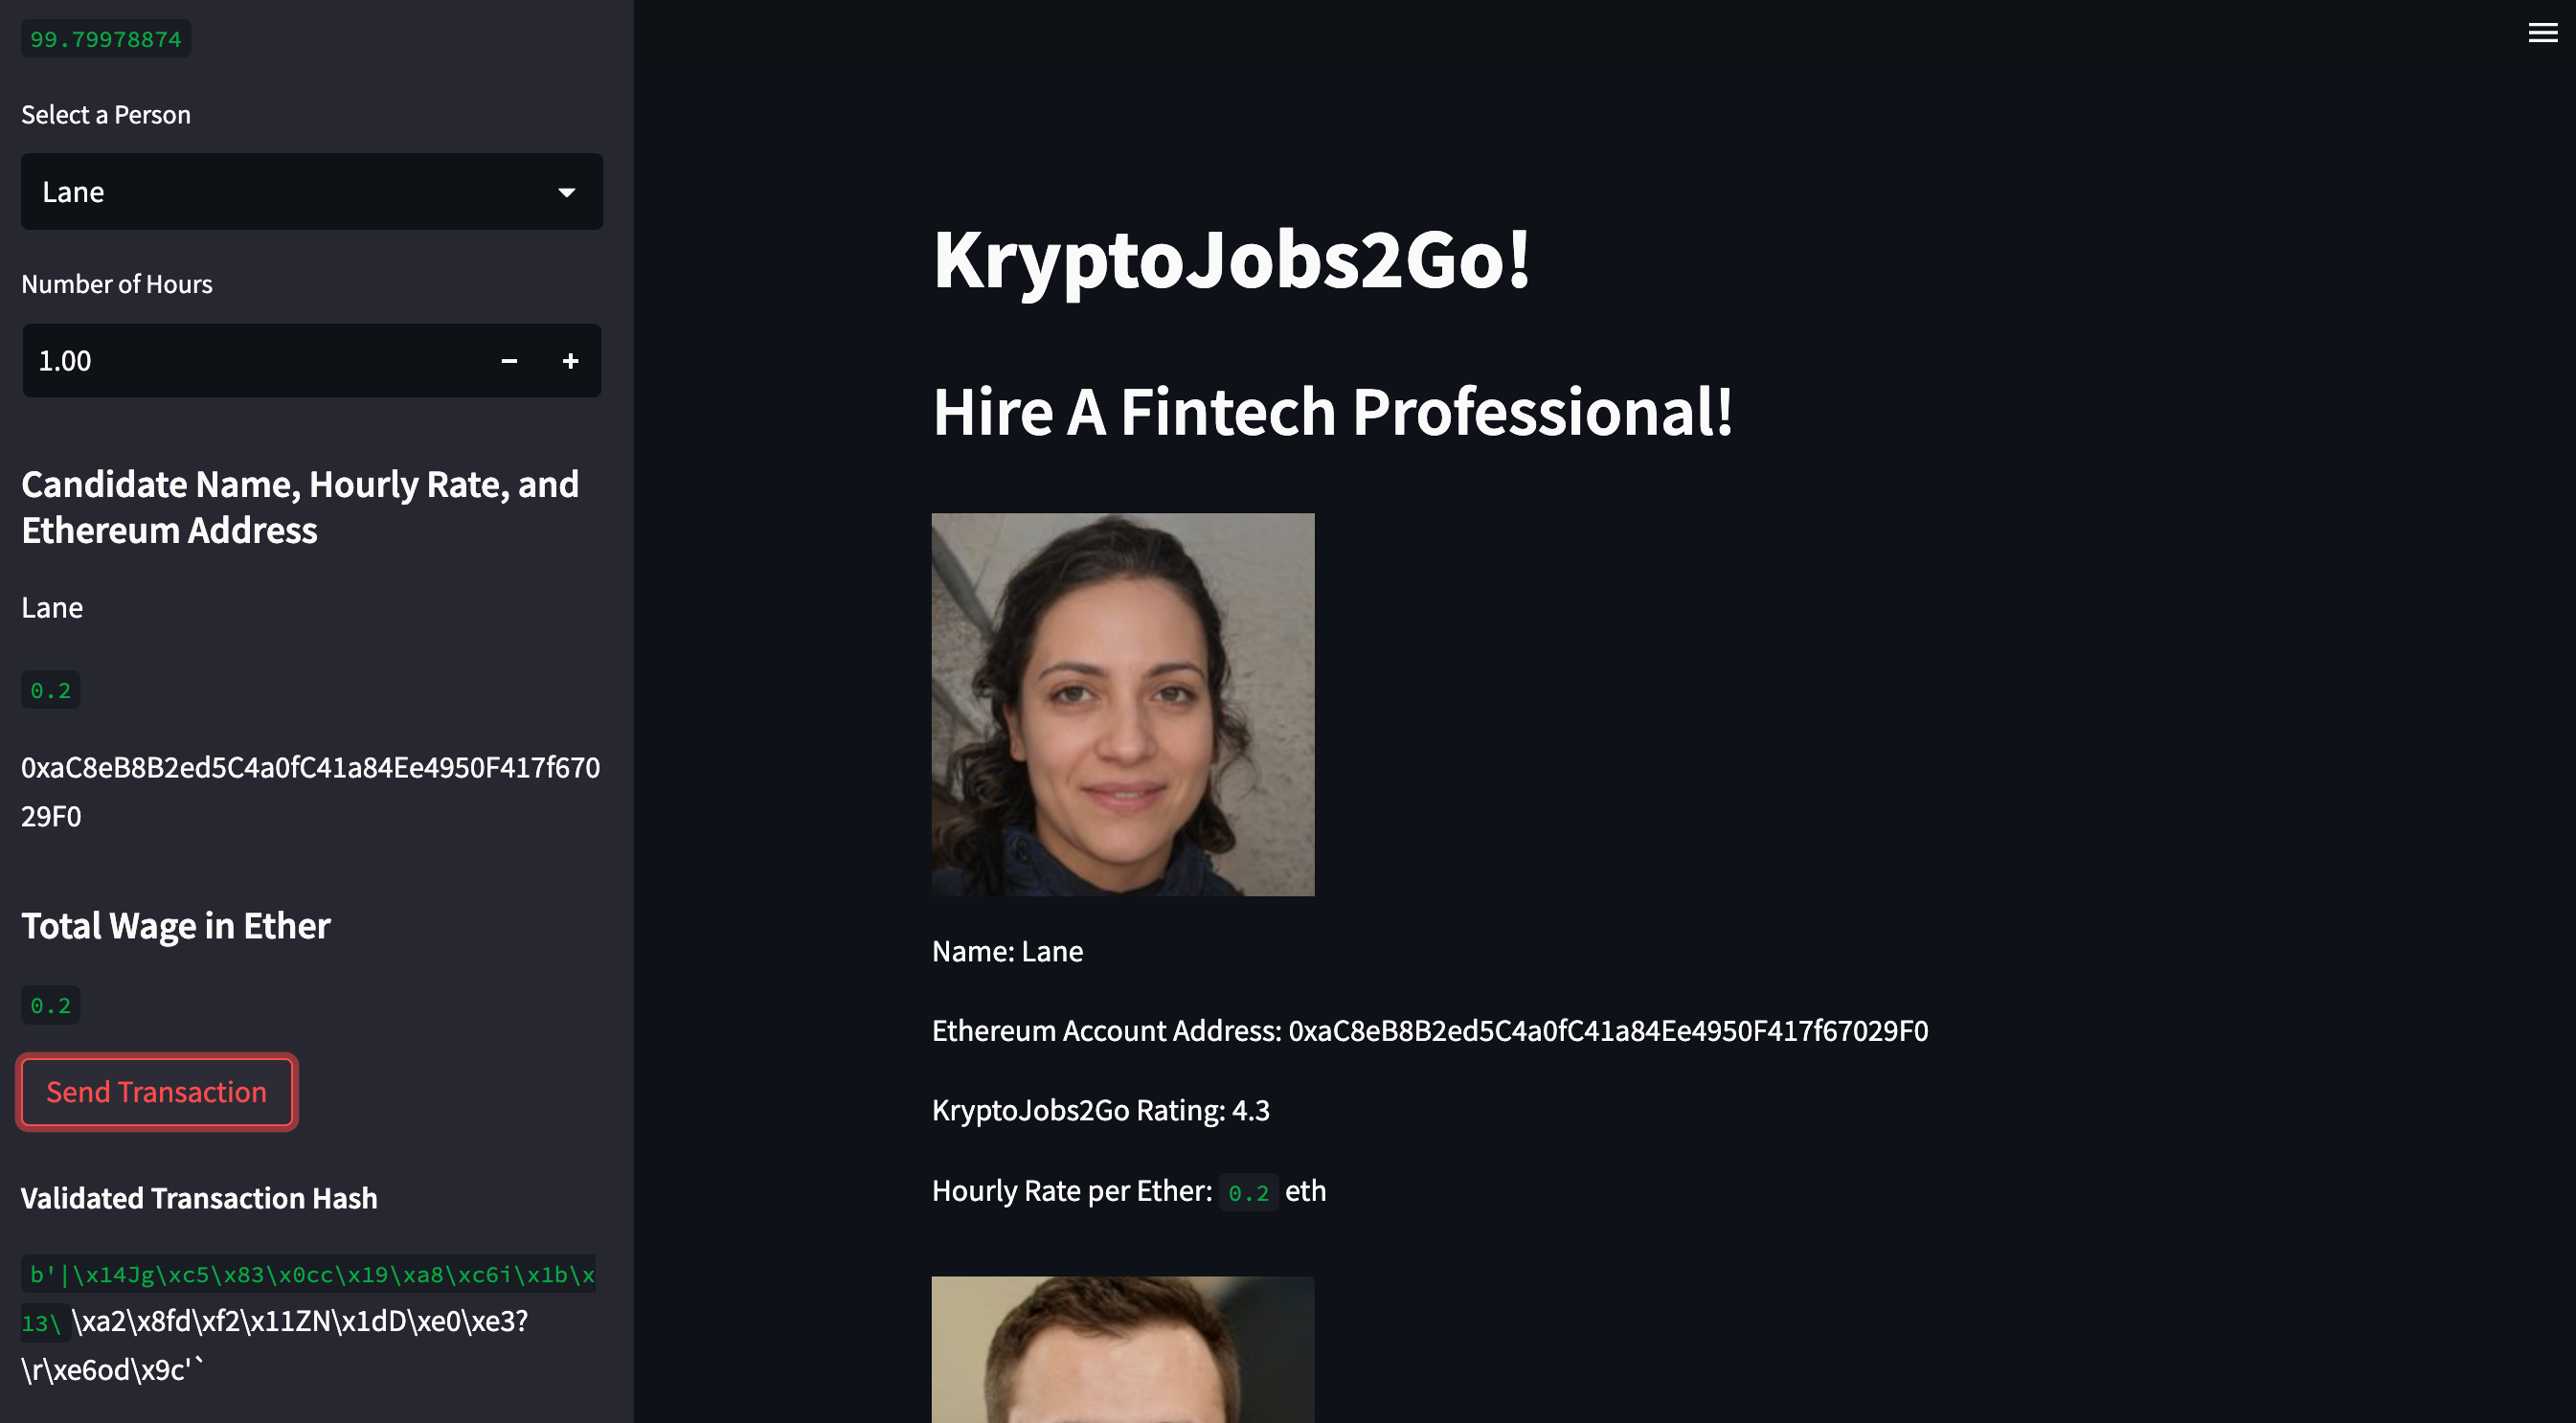 99.79978874
Select a Person
Lane
Number of Hours
1.00
Candidate Name, Hourly Rate, and
Ethereum Address
Lane
0.2
0xaC8eB8B2ed5C4a0fC41a84Ee4950F417f670
29F0
Total Wage in Ether
0.2
Send Transaction
Validated Transaction Hash
b'|\x14Jg\xc5\x83\x0cc\x19\xa8\xc6i\x1b\x
13\ \xa2\x8fd\xf2\x11ZN\x1dD\xe0\xe3?
\r\xe6od\x9c'`
KryptoJobs2Go!
Hire A Fintech Professional!
Name: Lane
Ethereum Account Address: 0xaC8eB8B2ed5C4a0fC41a84Ee4950F417f67029F0
KryptoJobs2Go Rating: 4.3
Hourly Rate per Ether: 0.2 eth